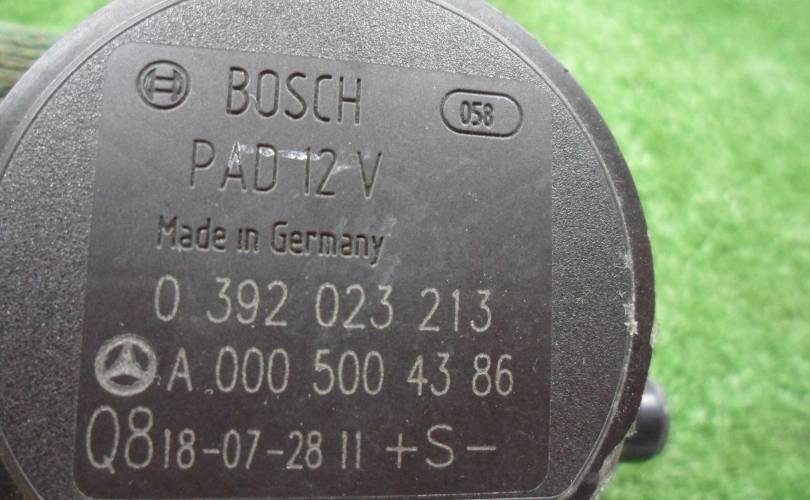 BOSCH 058
PAD 12 V
Made in Germany
0 392 023 213
A 000 500 43 86
Q8 18-07-28 11 +S-